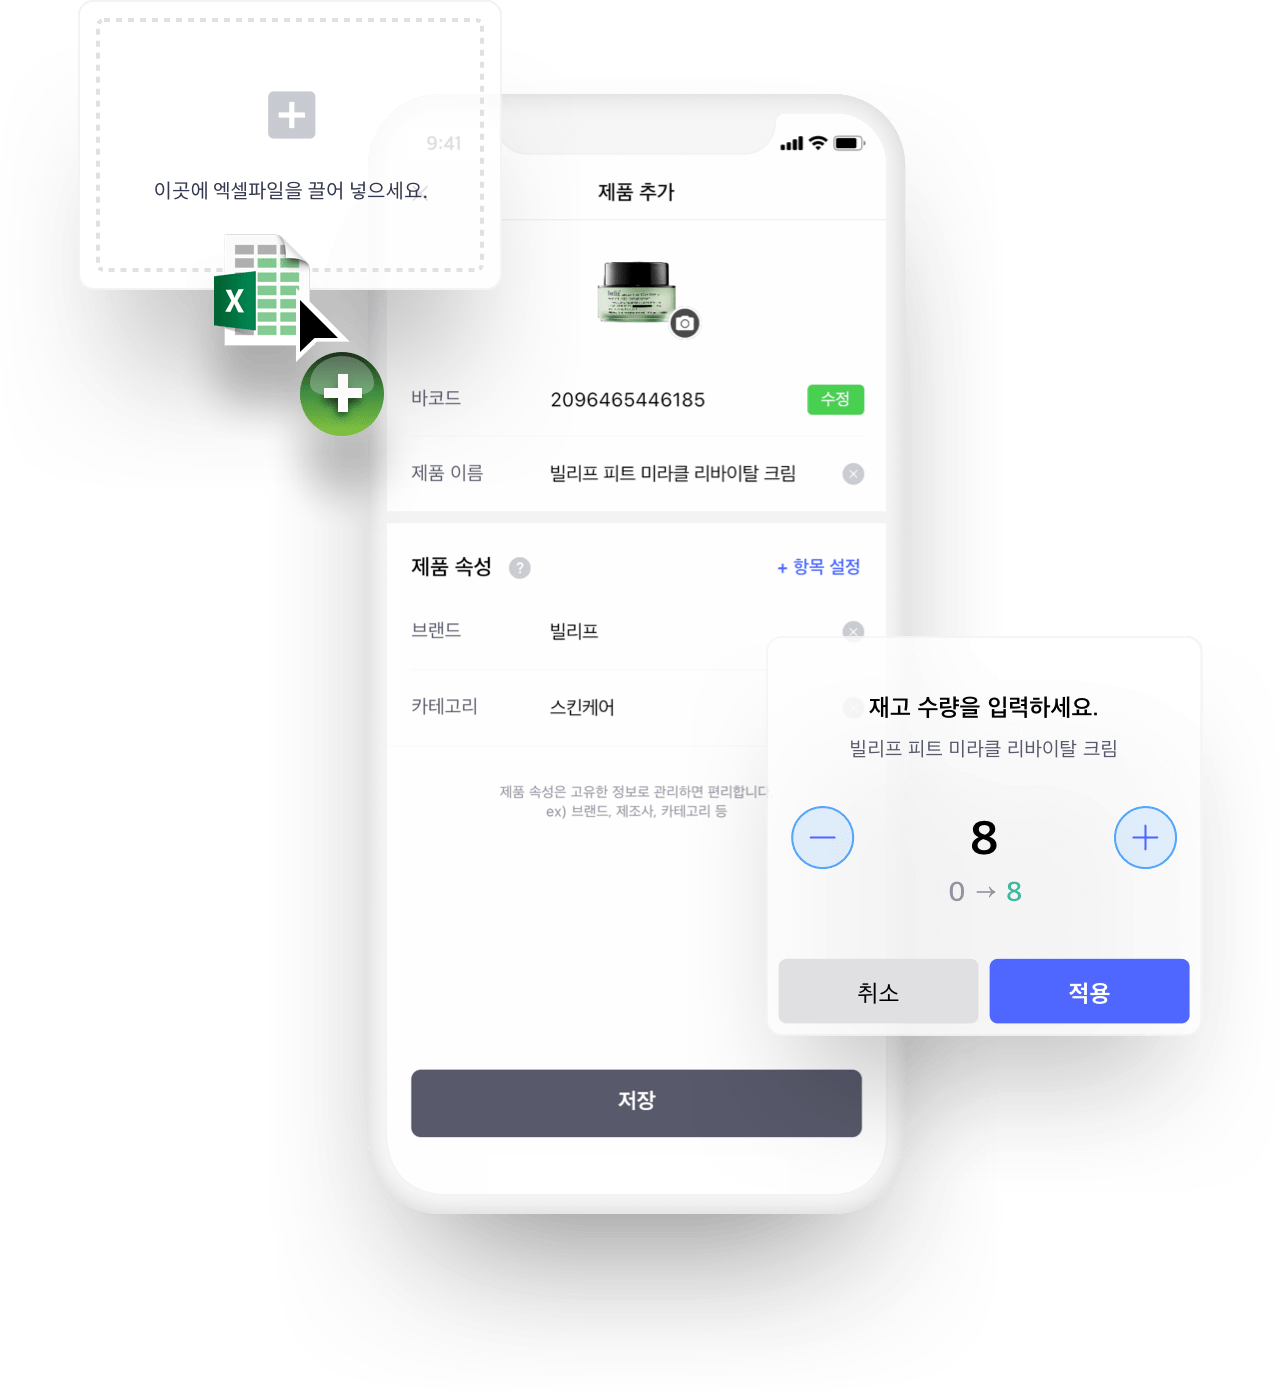 이곳에 엑셀파일을 끌어 넣으세요.
X
9:41
제품 추가
belif
바코드
2096465446185
수정
제품 이름
빌리프 피트 미라클 리바이탈 크림
제품 속성
?
+ 항목 설정
브랜드
빌리프
카테고리
스킨케어
제품 속성은 고유한 정보로 관리하면 편리합니다
ex) 브랜드, 제조사, 카테고리 등
재고 수량을 입력하세요.
빌리프 피트 미라클 리바이탈 크림
8
0 → 8
취소
적용
저장